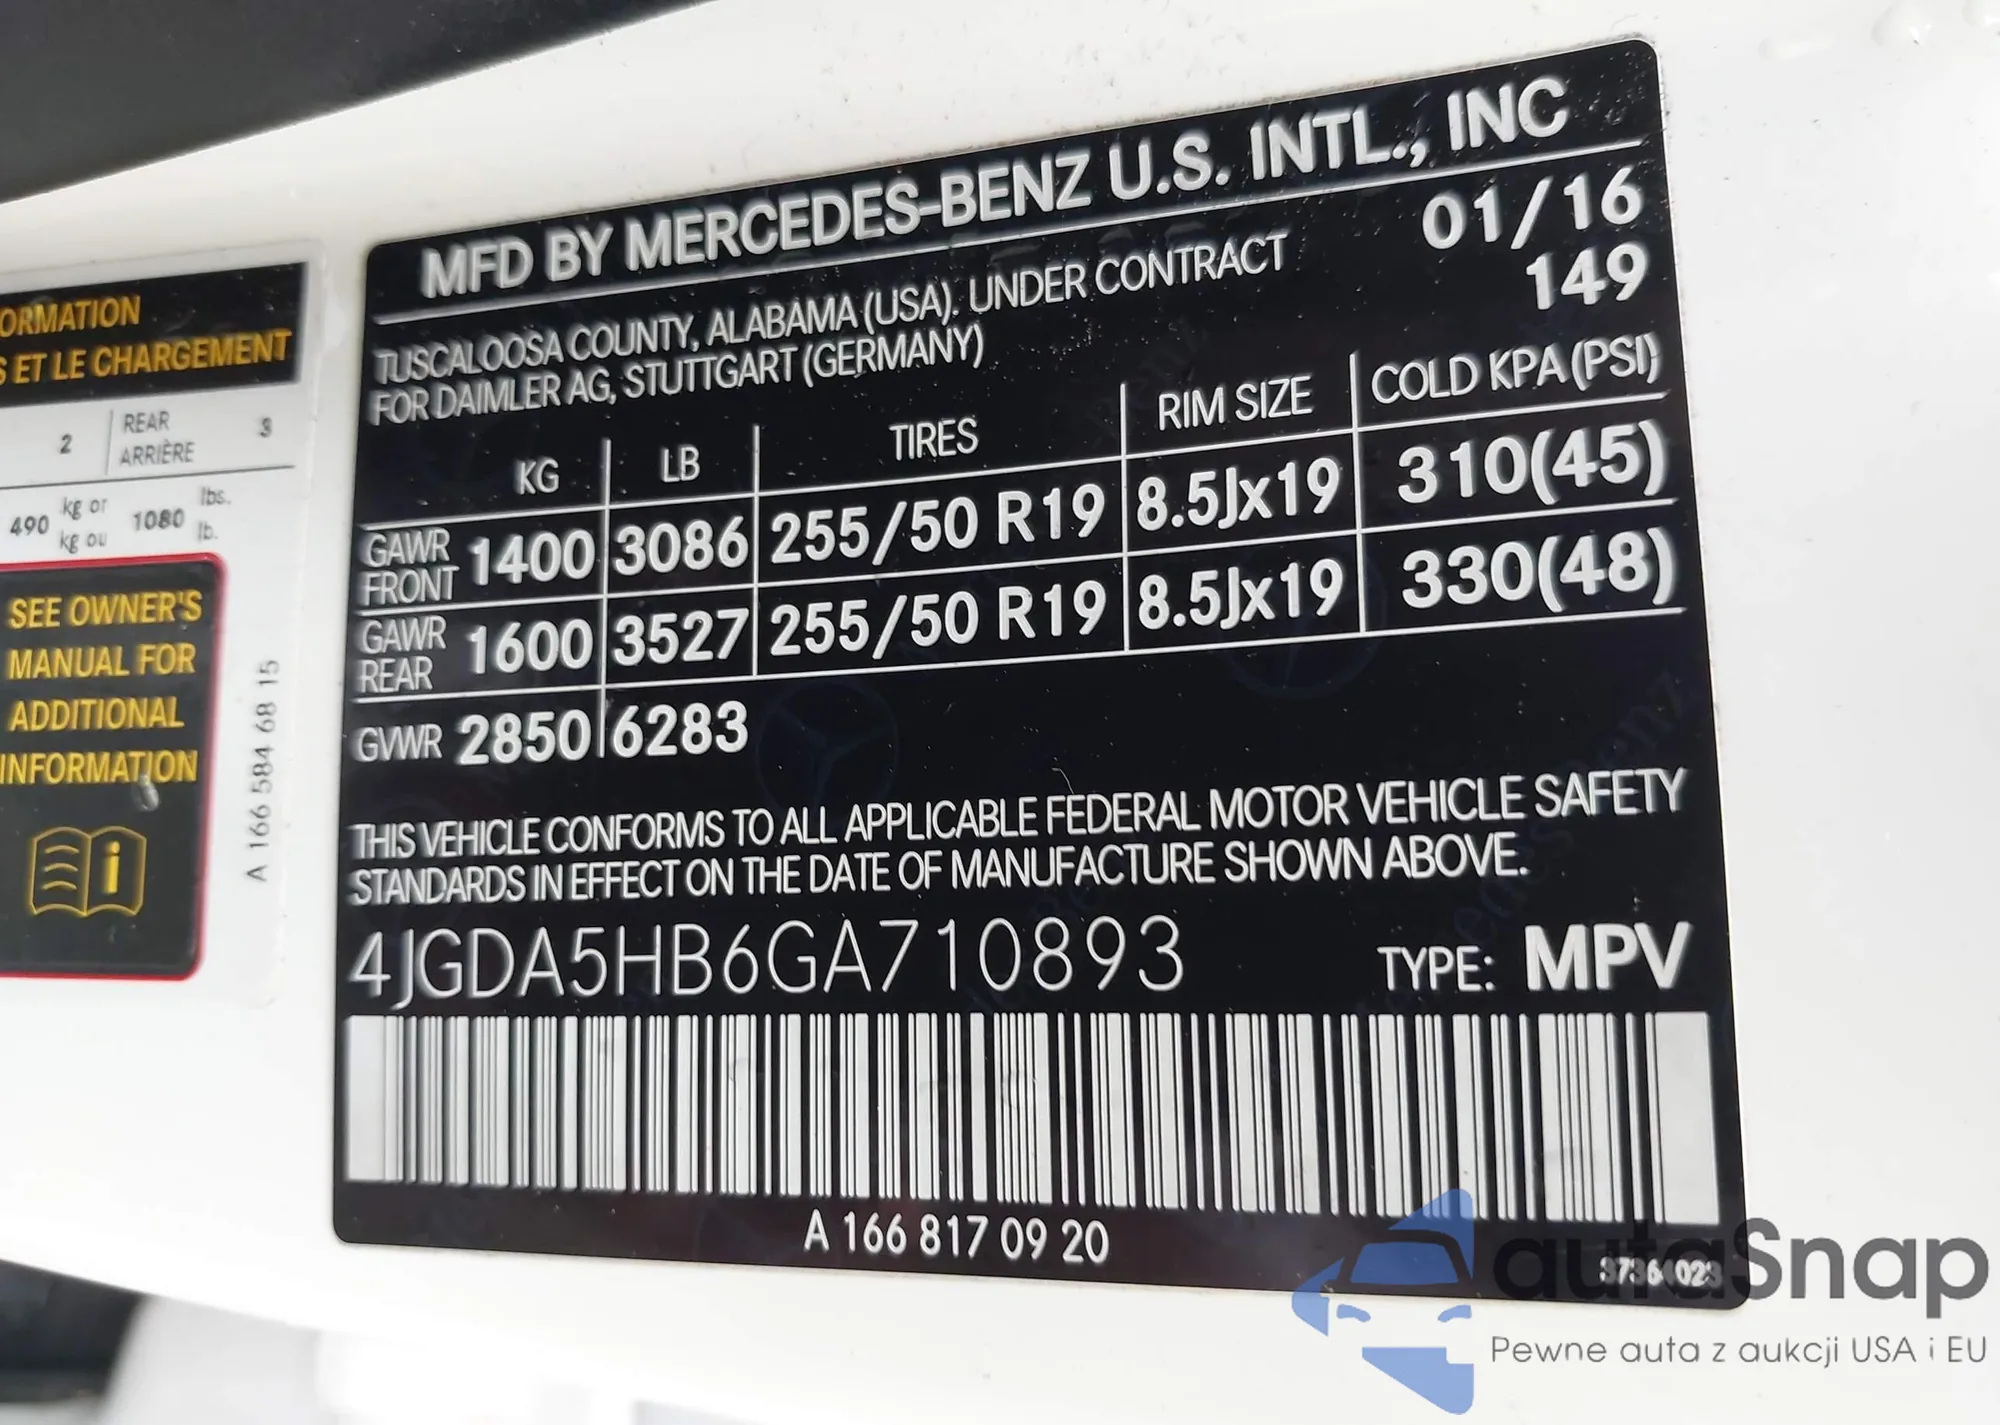 ORMATION
S ET LE CHARGEMENT
2 REAR ARRIÈRE 3
490 kg or kg ou 1080 lbs. lb.
SEE OWNER'S
MANUAL FOR
ADDITIONAL
INFORMATION
A 166 584 68 15
MFD BY MERCEDES-BENZ U.S. INTL., INC
TUSCALOOSA COUNTY, ALABAMA (USA). UNDER CONTRACT 01/16
FOR DAIMLER AG, STUTTGART (GERMANY) 149
KG LB TIRES RIM SIZE COLD KPA (PSI)
GAWR FRONT 1400 3086 255/50 R19 8.5Jx19 310(45)
GAWR REAR 1600 3527 255/50 R19 8.5Jx19 330(48)
GVWR 2850 6283
THIS VEHICLE CONFORMS TO ALL APPLICABLE FEDERAL MOTOR VEHICLE SAFETY
STANDARDS IN EFFECT ON THE DATE OF MANUFACTURE SHOWN ABOVE.
4JGDA5HB6GA710893 TYPE: MPV
A 166 817 09 20
autaSnap
Pewne auta z aukcji USA i EU